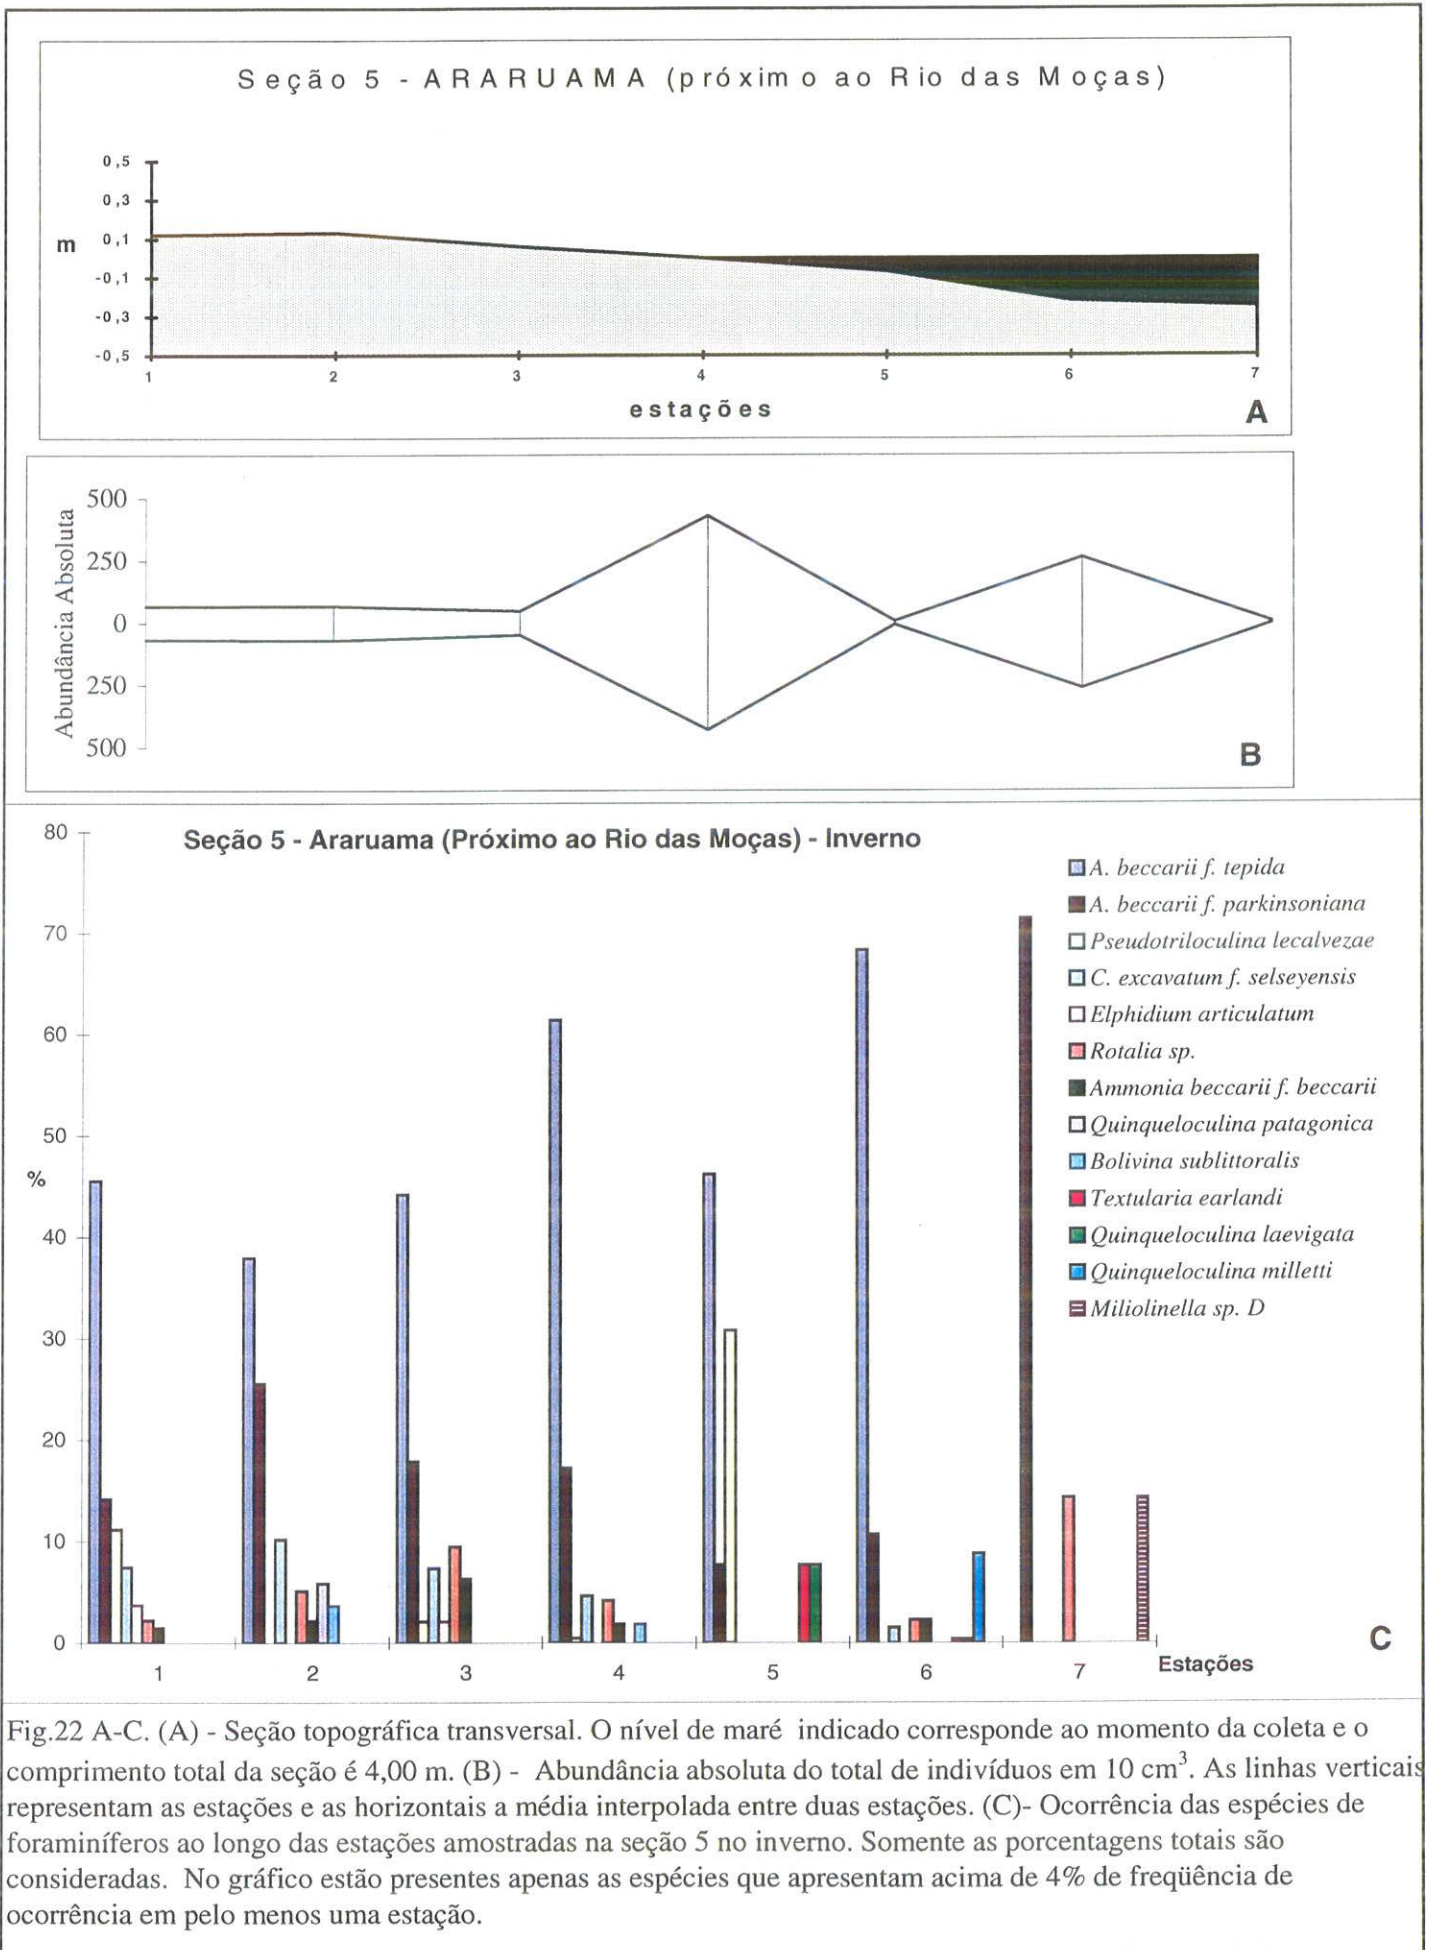 Seção 5 - ARARUAMA (próximo ao Rio das Moças)
0,5
0,3
m
0,1
-0,1
-0,3
-0,5
1 2 3 4 5 6 7
estações
A
Abundância Absoluta
500
250
0
250
500
B
Seção 5 - Araruama (Próximo ao Rio das Moças) - Inverno
80
70
60
50
%
40
30
20
10
0
A. beccarii f. tepida
A. beccarii f. parkinsoniana
Pseudotriloculina lecalvezae
C. excavatum f. selseyensis
Elphidium articulatum
Rotalia sp.
Ammonia beccarii f. beccarii
Quinqueloculina patagonica
Bolivina sublittoralis
Textularia earlandi
Quinqueloculina laevigata
Quinqueloculina milletti
Miliolinella sp. D
C
1 2 3 4 5 6 7 Estações
Fig.22 A-C. (A) - Seção topográfica transversal. O nível de maré indicado corresponde ao momento da coleta e o
comprimento total da seção é 4,00 m. (B) - Abundância absoluta do total de indivíduos em 10 cm³. As linhas verticais
representam as estações e as horizontais a média interpolada entre duas estações. (C)- Ocorrência das espécies de
foraminíferos ao longo das estações amostradas na seção 5 no inverno. Somente as porcentagens totais são
consideradas. No gráfico estão presentes apenas as espécies que apresentam acima de 4% de freqüência de
ocorrência em pelo menos uma estação.